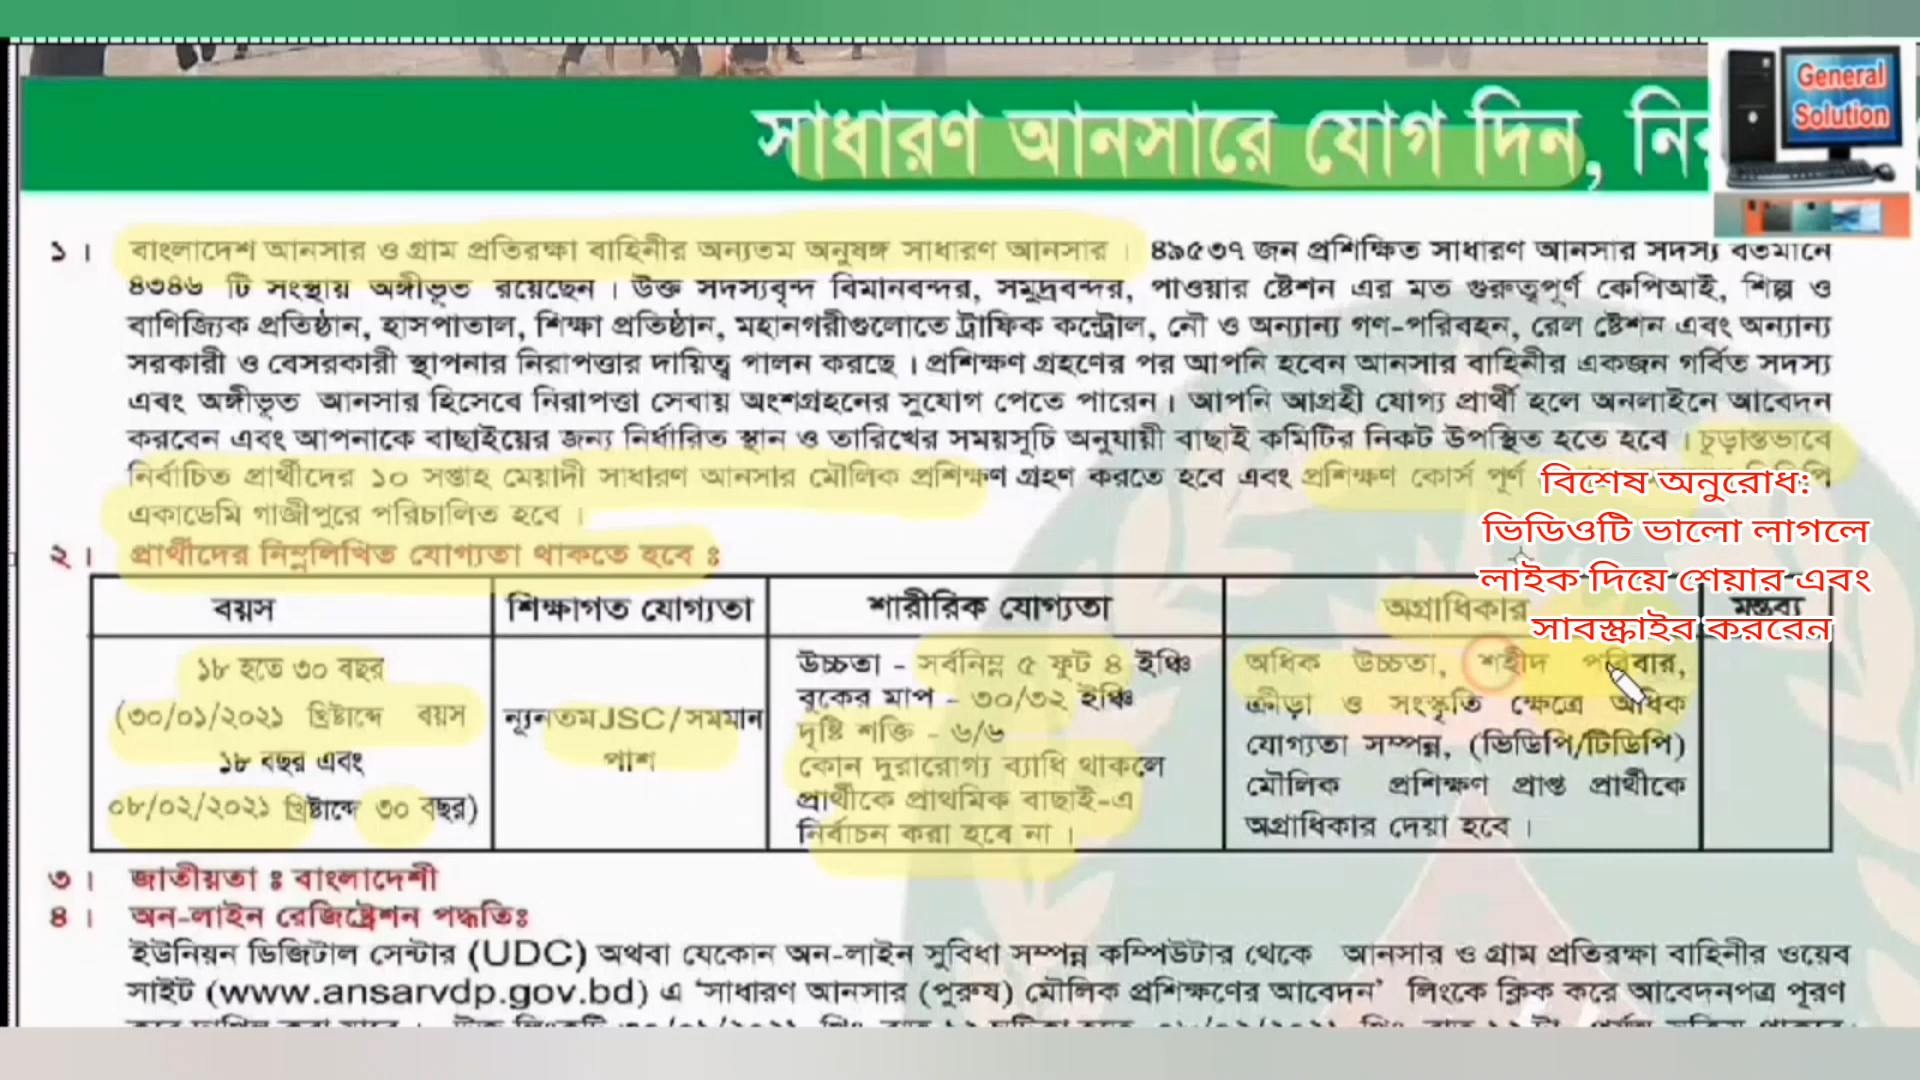 সাধারণ আনসারে যোগ দিন,
General
Solution
১। বাংলাদেশ আনসার ও গ্রাম প্রতিরক্ষা বাহিনীর অন্যতম অনুষঙ্গ সাধারণ আনসার। ৪৯৫৩৭ জন প্রশিক্ষিত সাধারণ আনসার সদস্য বর্তমানে
৪৩৪৬ টি সংস্থায় অঙ্গীভূত রয়েছেন। উক্ত সদস্যবৃন্দ বিমানবন্দর, সমুদ্রবন্দর, পাওয়ার ষ্টেশন এর মত গুরুত্বপূর্ণ কেপিআই, শিল্প ও
বাণিজ্যিক প্রতিষ্ঠান, হাসপাতাল, শিক্ষা প্রতিষ্ঠান, মহানগরীগুলোতে ট্রাফিক কন্ট্রোল, নৌ ও অন্যান্য গণ-পরিবহন, রেল ষ্টেশন এবং অন্যান্য
সরকারী ও বেসরকারী স্থাপনার নিরাপত্তার দায়িত্ব পালন করছে। প্রশিক্ষণ গ্রহণের পর আপনি হবেন আনসার বাহিনীর একজন গর্বিত সদস্য
এবং অঙ্গীভূত আনসার হিসেবে নিরাপত্তা সেবায় অংশগ্রহনের সুযোগ পেতে পারেন। আপনি আগ্রহী যোগ্য প্রার্থী হলে অনলাইনে আবেদন
করবেন এবং আপনাকে বাছাইয়ের জন্য নির্ধারিত স্থান ও তারিখের সময়সূচি অনুযায়ী বাছাই কমিটির নিকট উপস্থিত হতে হবে। চূড়ান্তভাবে
নির্বাচিত প্রার্থীদের ১০ সপ্তাহ মেয়াদী সাধারণ আনসার মৌলিক প্রশিক্ষণ গ্রহণ করতে হবে এবং প্রশিক্ষণ কোর্স পূর্ণ
একাডেমি গাজীপুরে পরিচালিত হবে।
বিশেষ অনুরোধ:
ভিডিওটি ভালো লাগলে
লাইক দিয়ে শেয়ার এবং
সাবস্ক্রাইব করবেন
২। প্রার্থীদের নিম্নলিখিত যোগ্যতা থাকতে হবে ঃ
বয়স শিক্ষাগত যোগ্যতা শারীরিক যোগ্যতা অগ্রাধিকার মন্তব্য
১৮ হতে ৩০ বছর
(৩০/০১/২০২১ খ্রিষ্টাব্দে বয়স
১৮ বছর এবং
০৮/০২/২০২১ খ্রিষ্টাব্দে ৩০ বছর)
ন্যূনতম JSC/সমমান
পাশ
উচ্চতা - সর্বনিম্ন ৫ ফুট ৪ ইঞ্চি
বুকের মাপ - ৩০/৩২ ইঞ্চি
দৃষ্টি শক্তি - ৬/৬
কোন দুরারোগ্য ব্যাধি থাকলে
প্রার্থীকে প্রাথমিক বাছাই-এ
নির্বাচন করা হবে না।
অধিক উচ্চতা, শহীদ পরিবার,
ক্রীড়া ও সংস্কৃতি ক্ষেত্রে অধিক
যোগ্যতা সম্পন্ন, (ভিডিপি/টিডিপি)
মৌলিক প্রশিক্ষণ প্রাপ্ত প্রার্থীকে
অগ্রাধিকার দেয়া হবে।
৩। জাতীয়তা ঃ বাংলাদেশী
৪। অন-লাইন রেজিষ্ট্রেশন পদ্ধতিঃ
ইউনিয়ন ডিজিটাল সেন্টার (UDC) অথবা যেকোন অন-লাইন সুবিধা সম্পন্ন কম্পিউটার থেকে আনসার ও গ্রাম প্রতিরক্ষা বাহিনীর ওয়েব
সাইট (www.ansarvdp.gov.bd) এ ‘সাধারণ আনসার (পুরুষ) মৌলিক প্রশিক্ষণের আবেদন’ লিংকে ক্লিক করে আবেদনপত্র পূরণ